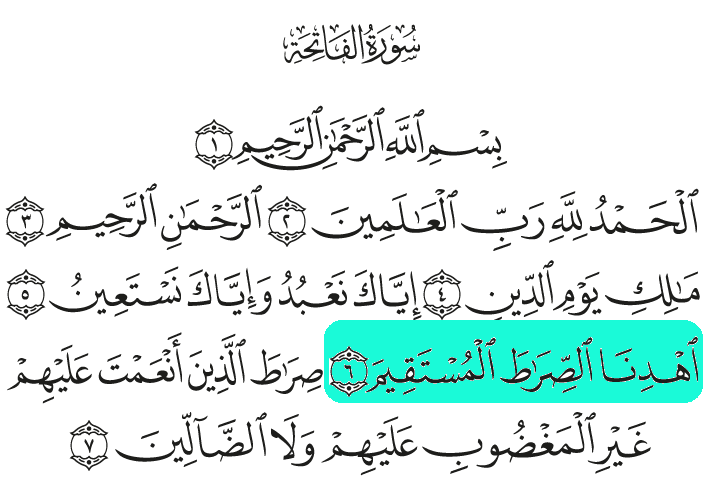 سُورَةُ الفَاتِحَةِ
بِسْمِ ٱللَّهِ ٱلرَّحْمَٰنِ ٱلرَّحِيمِ ١
ٱلْحَمْدُ لِلَّهِ رَبِّ ٱلْعَٰلَمِينَ ٢ ٱلرَّحْمَٰنِ ٱلرَّحِيمِ ٣
مَٰلِكِ يَوْمِ ٱلدِّينِ ٤ إِيَّاكَ نَعْبُدُ وَإِيَّاكَ نَسْتَعِينُ ٥
ٱهْدِنَا ٱلصِّرَٰطَ ٱلْمُسْتَقِيمَ ٦ صِرَٰطَ ٱلَّذِينَ أَنْعَمْتَ عَلَيْهِمْ
غَيْرِ ٱلْمَغْضُوبِ عَلَيْهِمْ وَلَا ٱلضَّآلِّينَ ٧